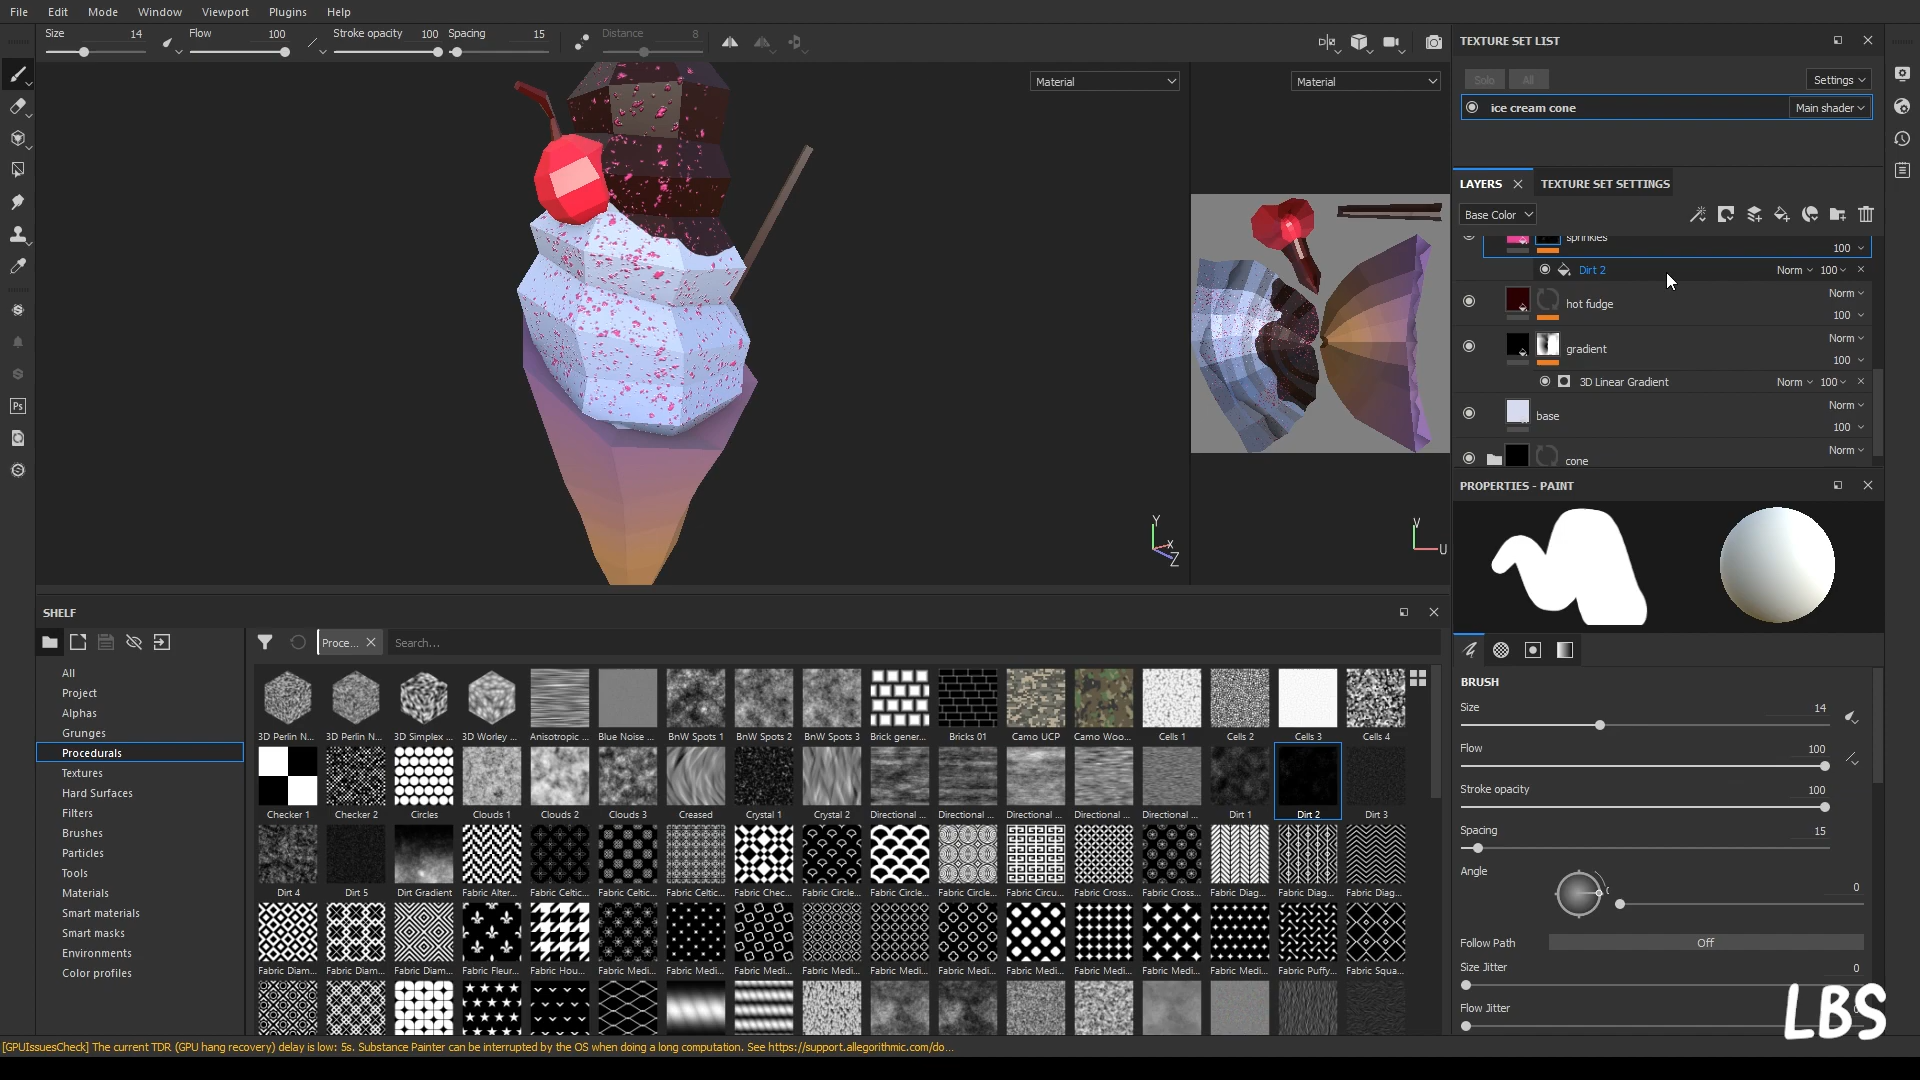 File Edit Mode Window Viewport Plugins Help
Size 14 Flow 100 Stroke opacity 100 Spacing 15 Distance 8
Material
Material
TEXTURE SET LIST
Solo All Settings
ice cream cone Main shader
LAYERS TEXTURE SET SETTINGS
Base Color
sprinkles
100
Dirt 2 Norm 100
hot fudge Norm
100
gradient Norm
100
3D Linear Gradient Norm 100
base Norm
100
cone Norm
Y
X
Z
V
U
PROPERTIES - PAINT
BRUSH
Size 14
Flow 100
Stroke opacity 100
Spacing 15
Angle 0
Follow Path Off
Size Jitter 0
Flow Jitter
SHELF
Proce... Search...
All
Project
Alphas
Grunges
Procedurals
Textures
Hard Surfaces
Filters
Brushes
Particles
Tools
Materials
Smart materials
Smart masks
Environments
Color profiles
3D Perlin N... 3D Perlin N... 3D Simplex ... 3D Worley ... Anisotropic ... Blue Noise ... BnW Spots 1 BnW Spots 2 BnW Spots 3 Brick gener... Bricks 01 Camo UCP Camo Woo... Cells 1 Cells 2 Cells 3 Cells 4
Checker 1 Checker 2 Circles Clouds 1 Clouds 2 Clouds 3 Creased Crystal 1 Crystal 2 Directional ... Directional ... Directional ... Directional ... Directional ... Dirt 1 Dirt 2 Dirt 3
Dirt 4 Dirt 5 Dirt Gradient Fabric Alter... Fabric Celtic... Fabric Celtic... Fabric Celtic... Fabric Chec... Fabric Circle... Fabric Circle... Fabric Circu... Fabric Cross... Fabric Cross... Fabric Diag... Fabric Diag... Fabric Diag...
Fabric Diam... Fabric Diam... Fabric Diam... Fabric Fleur... Fabric Hou... Fabric Medi... Fabric Medi... Fabric Medi... Fabric Medi... Fabric Medi... Fabric Medi... Fabric Medi... Fabric Medi... Fabric Medi... Fabric Medi... Fabric Puffy... Fabric Squa...
Ps
LBS
[GPUIssuesCheck] The current TDR (GPU hang recovery) delay is low: 5s. Substance Painter can be interrupted by the OS when doing a long computation. See https://support.allegorithmic.com/do...